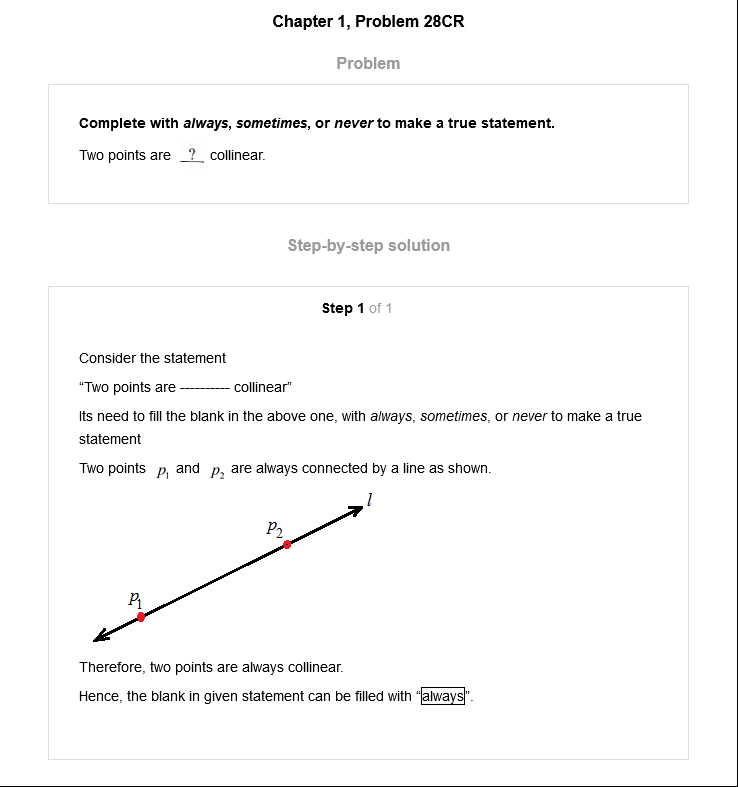 Chapter 1, Problem 28CR
Problem
Complete with always, sometimes, or never to make a true statement.
Two points are ? collinear.
Step-by-step solution
Step 1 of 1
Consider the statement
“Two points are ---------- collinear”
Its need to fill the blank in the above one, with always, sometimes, or never to make a true
statement
Two points p₁ and p₂ are always connected by a line as shown.
l
p₂
p₁
Therefore, two points are always collinear.
Hence, the blank in given statement can be filled with “always”.